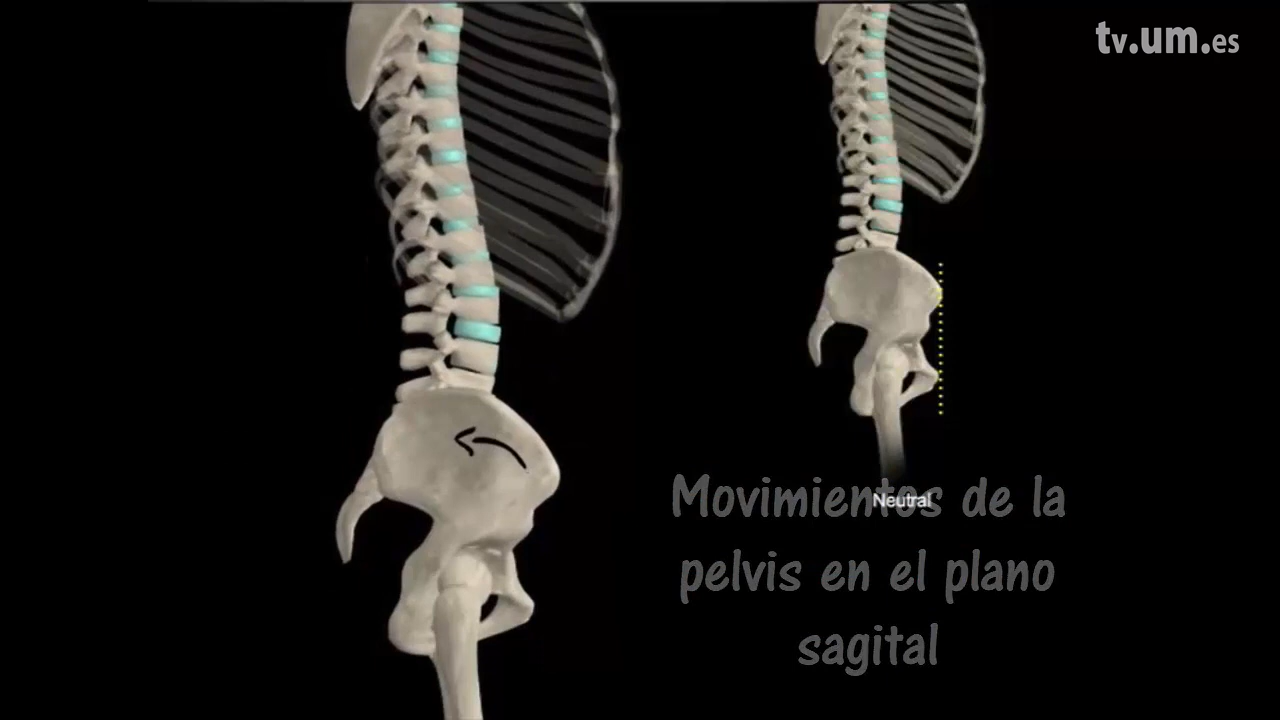 tv.um.es
Neutral
Movimientos de la
pelvis en el plano
sagital